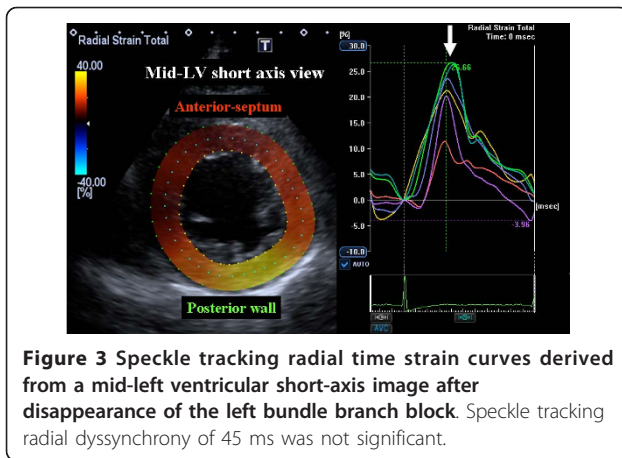 Radial Strain Total
T
40.00
-40.00
[%]
Mid-LV short axis view
Anterior-septum
Posterior wall
[%]
Radial Strain Total
Time: 0 msec
30.0
25.0
20.0
15.0
10.0
5.0
0.0
-5.0
-10.0
26.66
-3.96
[msec]
AUTO
AVC
Figure 3 Speckle tracking radial time strain curves derived
from a mid-left ventricular short-axis image after
disappearance of the left bundle branch block. Speckle tracking
radial dyssynchrony of 45 ms was not significant.